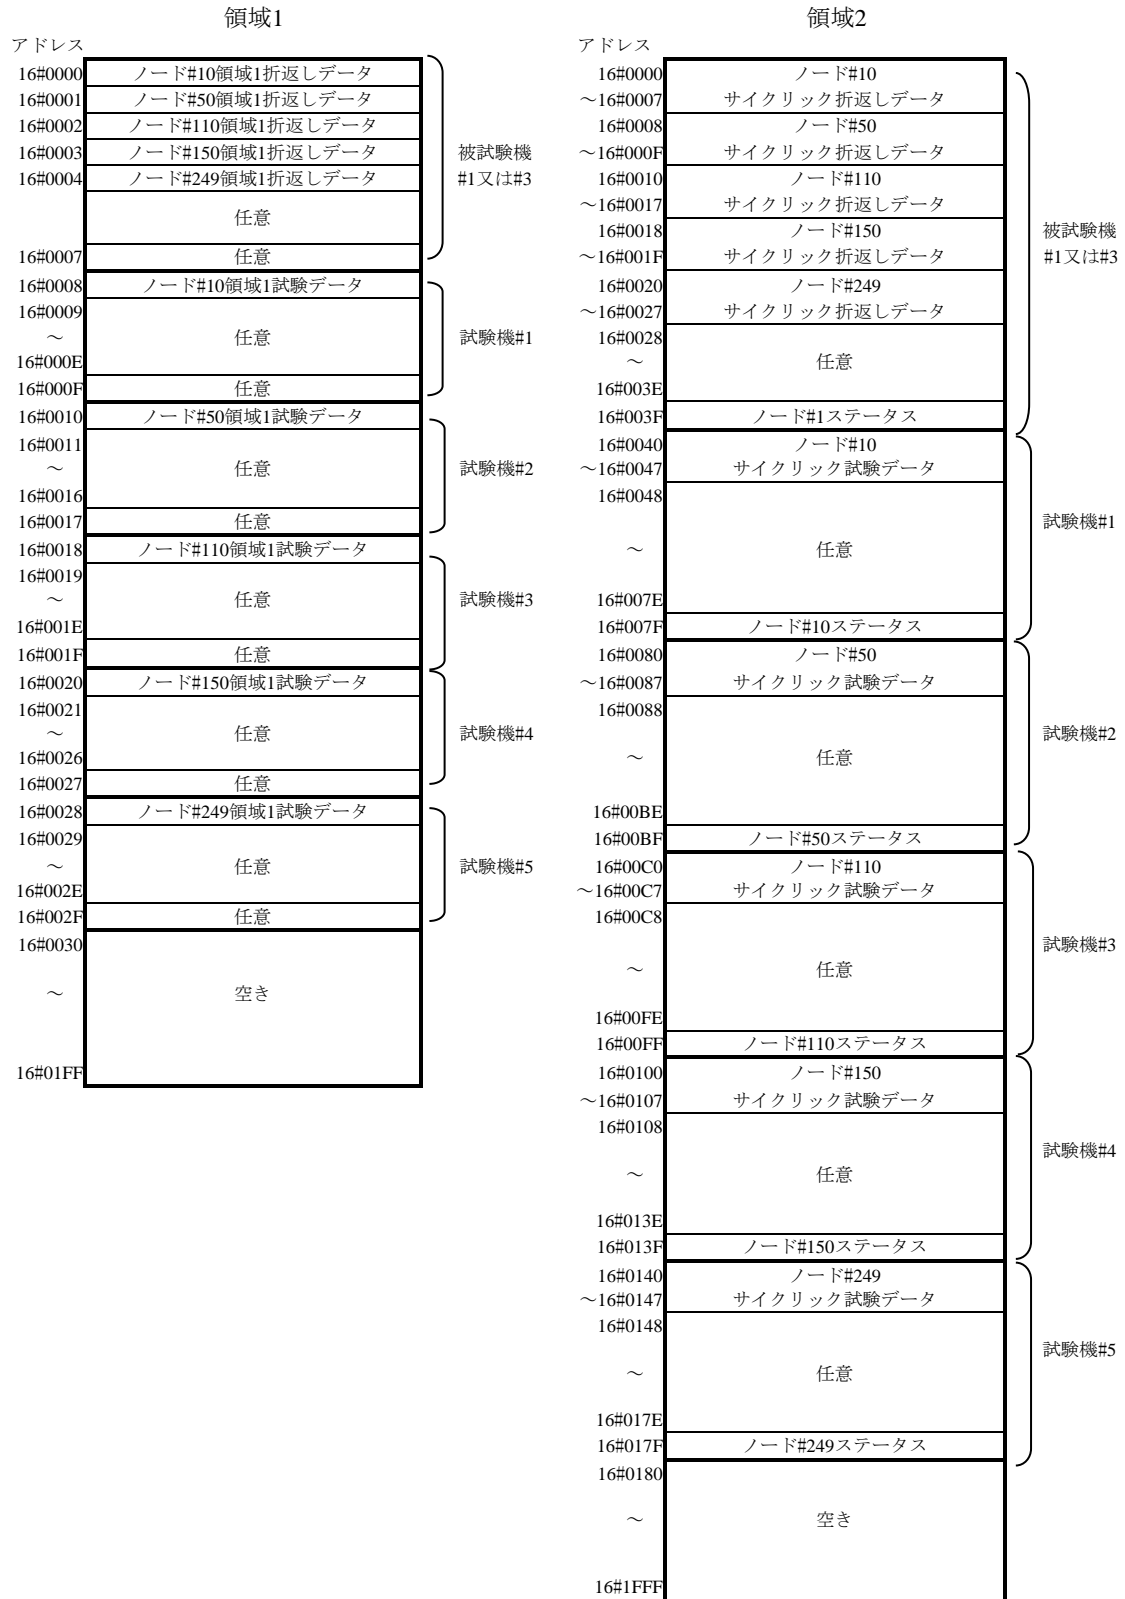 領域1
アドレス
16#0000 ノード#10領域1折返しデータ
16#0001 ノード#50領域1折返しデータ
16#0002 ノード#110領域1折返しデータ
16#0003 ノード#150領域1折返しデータ
16#0004 ノード#249領域1折返しデータ
任意
16#0007 任意
被試験機
#1又は#3
16#0008 ノード#10領域1試験データ
16#0009
～ 任意
16#000E
16#000F 任意
試験機#1
16#0010 ノード#50領域1試験データ
16#0011
～ 任意
16#0016
16#0017 任意
試験機#2
16#0018 ノード#110領域1試験データ
16#0019
～ 任意
16#001E
16#001F 任意
試験機#3
16#0020 ノード#150領域1試験データ
16#0021
～ 任意
16#0026
16#0027 任意
試験機#4
16#0028 ノード#249領域1試験データ
16#0029
～ 任意
16#002E
16#002F 任意
試験機#5
16#0030
～ 空き
16#01FF
領域2
アドレス
16#0000 ノード#10
～16#0007 サイクリック折返しデータ
16#0008 ノード#50
～16#000F サイクリック折返しデータ
16#0010 ノード#110
～16#0017 サイクリック折返しデータ
16#0018 ノード#150
～16#001F サイクリック折返しデータ
16#0020 ノード#249
～16#0027 サイクリック折返しデータ
16#0028
～ 任意
16#003E
16#003F ノード#1ステータス
被試験機
#1又は#3
16#0040 ノード#10
～16#0047 サイクリック試験データ
16#0048
～ 任意
16#007E
16#007F ノード#10ステータス
試験機#1
16#0080 ノード#50
～16#0087 サイクリック試験データ
16#0088
～ 任意
16#00BE
16#00BF ノード#50ステータス
試験機#2
16#00C0 ノード#110
～16#00C7 サイクリック試験データ
16#00C8
～ 任意
16#00FE
16#00FF ノード#110ステータス
試験機#3
16#0100 ノード#150
～16#0107 サイクリック試験データ
16#0108
～ 任意
16#013E
16#013F ノード#150ステータス
試験機#4
16#0140 ノード#249
～16#0147 サイクリック試験データ
16#0148
～ 任意
16#017E
16#017F ノード#249ステータス
試験機#5
16#0180
～ 空き
16#1FFF